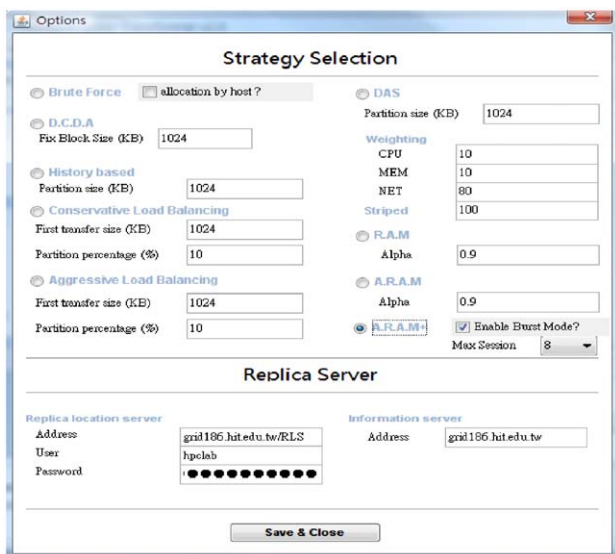 Options
Strategy Selection
Brute Force
allocation by host ?
D.C.D.A
Fix Block Size (KB) 1024
History based
Partition size (KB) 1024
Conservative Load Balancing
First transfer size (KB) 1024
Partition percentage (%) 10
Aggressive Load Balancing
First transfer size (KB) 1024
Partition percentage (%) 10
DAS
Partition size (KB) 1024
Weighting
CPU 10
MEM 10
NET 80
Striped 100
R.A.M
Alpha 0.9
A.R.A.M
Alpha 0.9
A.R.A.M+
Enable Burst Mode?
Max Session 8
Replica Server
Replica location server
Address grid186.hit.edu.tw/RLS
User hpclab
Password
Information server
Address grid186.hit.edu.tw
Save & Close